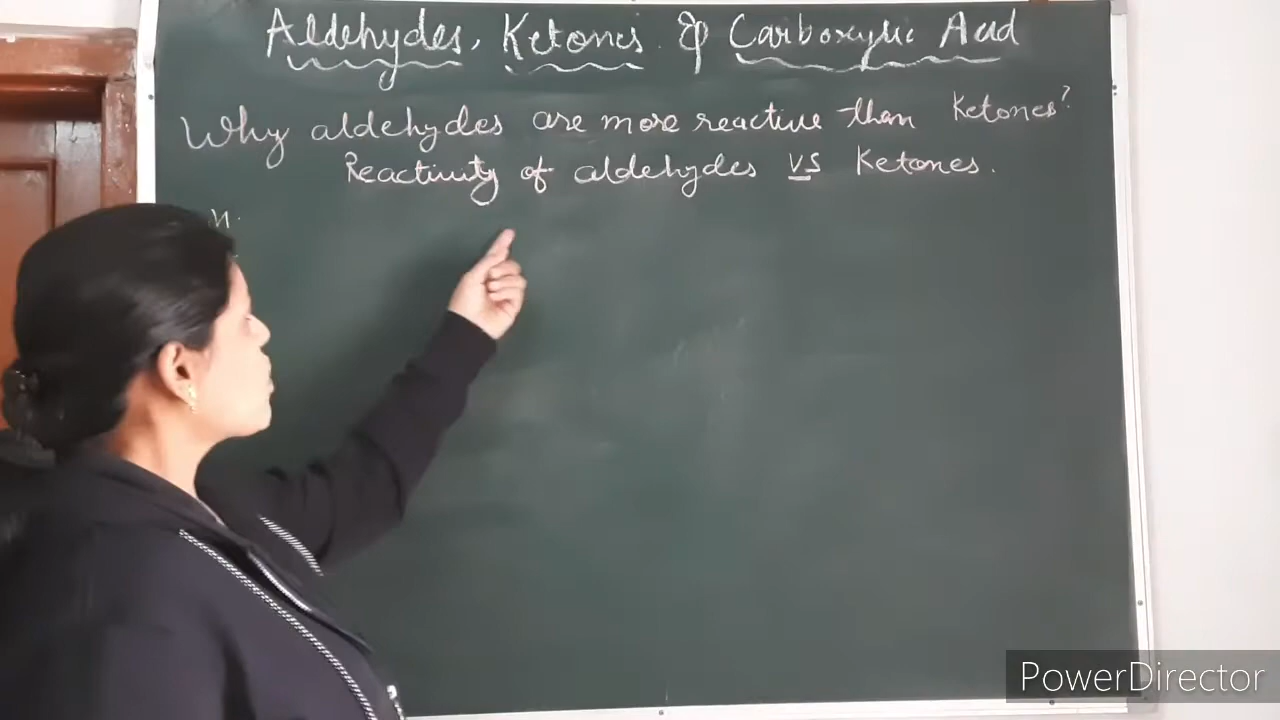 Aldehydes, Ketones & Carboxylic Acid
Why aldehydes are more reactive than Ketones?
Reactivity of aldehydes vs Ketones.
PowerDirector